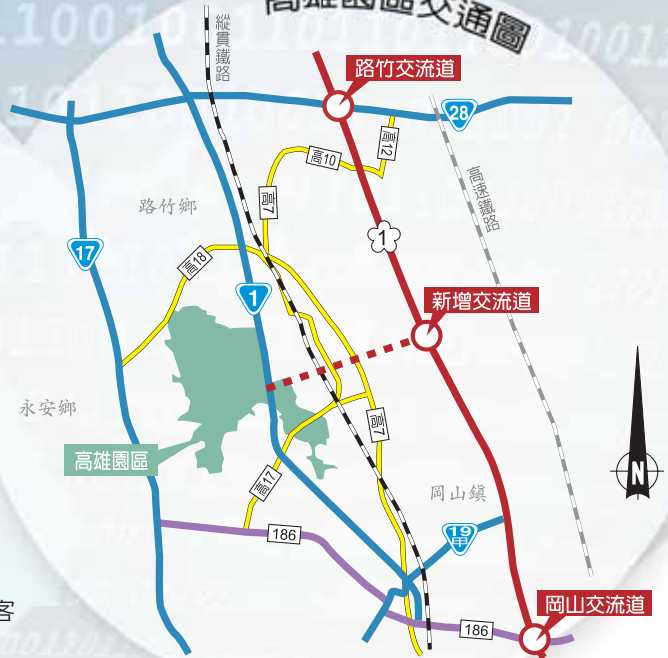 高雄園區交通圖
縱貫鐵路
路竹交流道
28
高12
高10
高速鐵路
高7
路竹鄉
1
17
高18
1
新增交流道
永安鄉
高7
高雄園區
高17
岡山鎮
N
186
19甲
客
岡山交流道
186